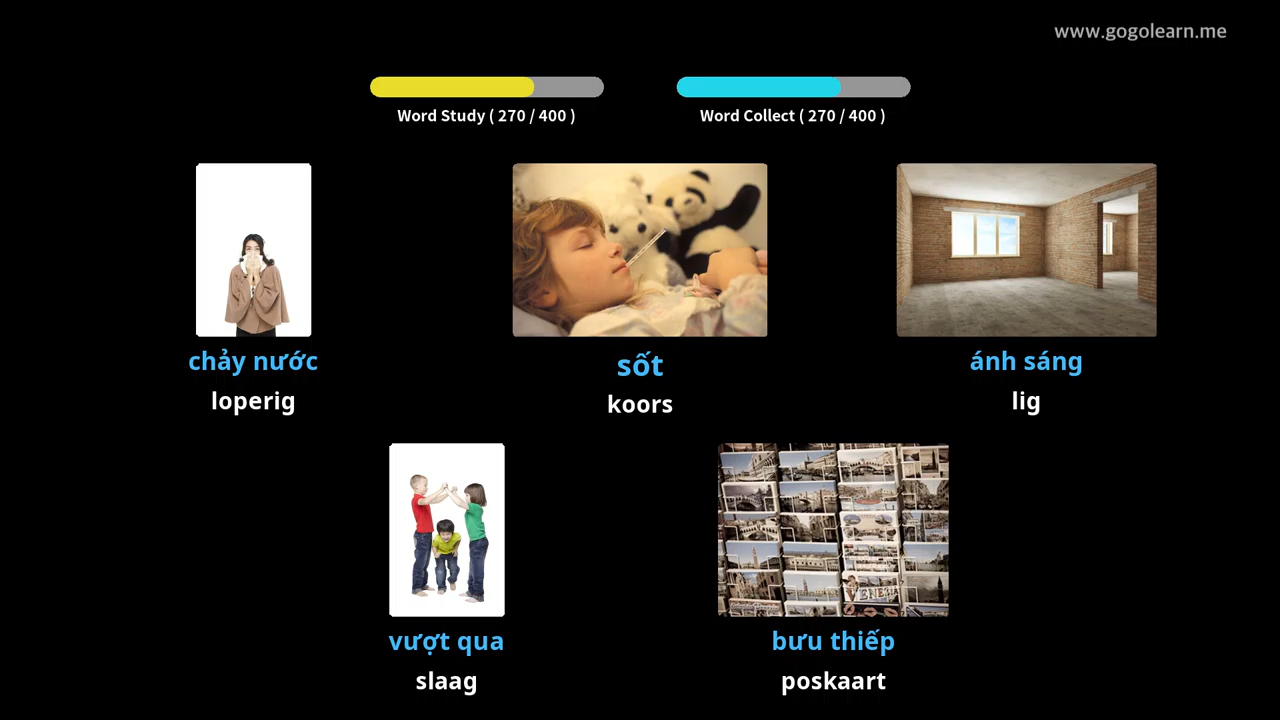 www.gogolearn.me
Word Study ( 270 / 400 )
Word Collect ( 270 / 400 )
chảy nước
loperig
sốt
koors
ánh sáng
lig
vượt qua
slaag
bưu thiếp
poskaart